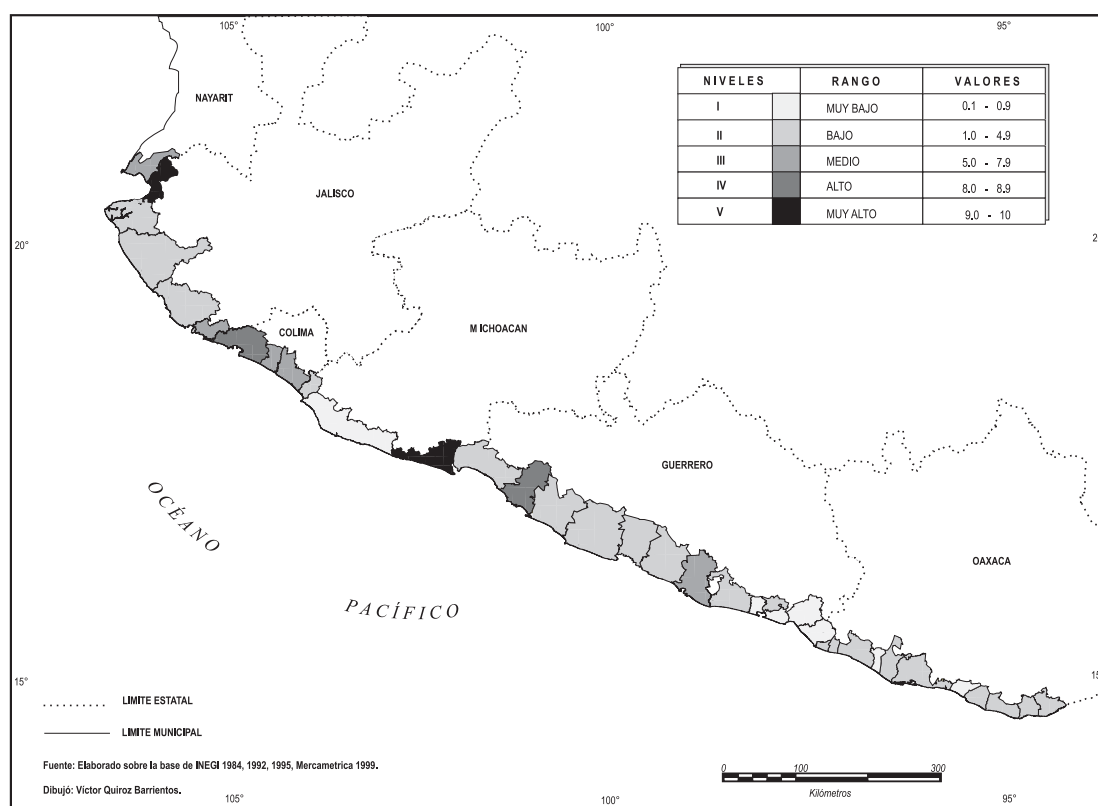 105° 100° 95°
NIVELES RANGO VALORES
I MUY BAJO 0.1 - 0.9
II BAJO 1.0 - 4.9
III MEDIO 5.0 - 7.9
IV ALTO 8.0 - 8.9
V MUY ALTO 9.0 - 10
NAYARIT
JALISCO
20° 2
COLIMA
MICHOACAN
GUERRERO
OAXACA
OCÉANO
PACÍFICO
15° 15
LIMITE ESTATAL
LIMITE MUNICIPAL
Fuente: Elaborado sobre la base de INEGI 1984, 1992, 1995, Mercametrica 1999.
Dibujó: Víctor Quiroz Barrientos.
0 100 300
Kilómetros
105° 100° 95°